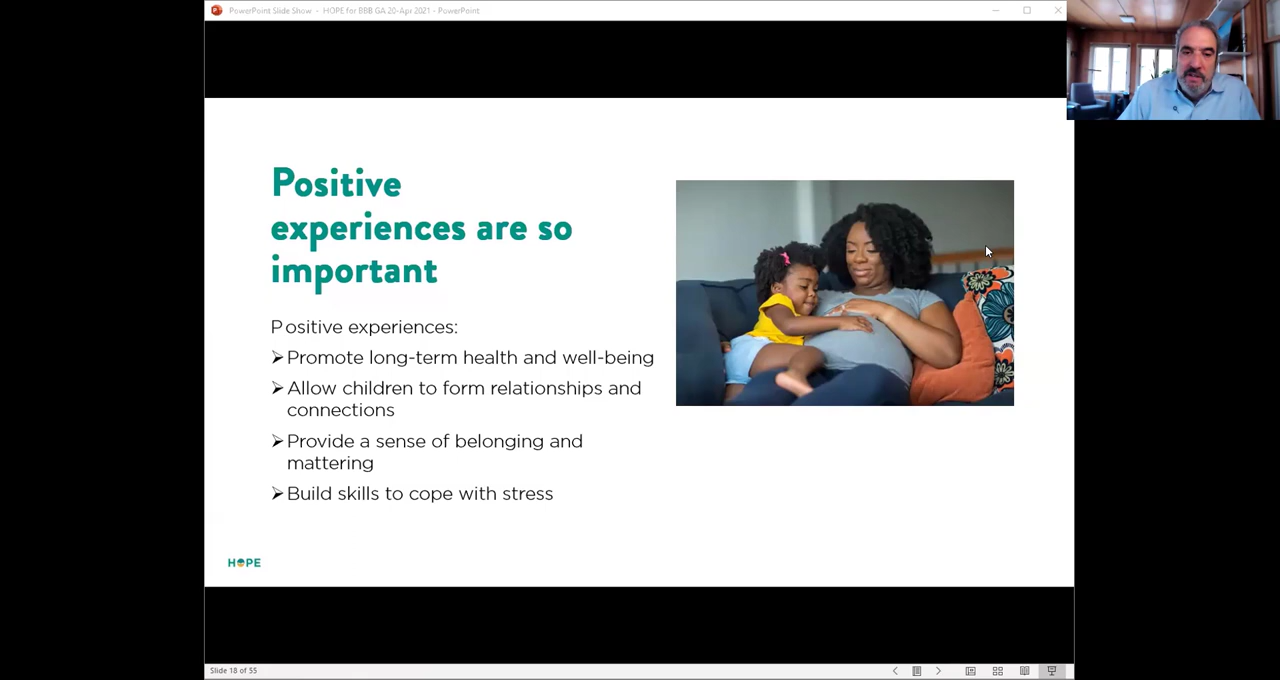 PowerPoint Slide Show - HOPE for BBB GA 20-Apr 2021 - PowerPoint
Positive
experiences are so
important
Positive experiences:
➢Promote long-term health and well-being
➢Allow children to form relationships and
connections
➢Provide a sense of belonging and
mattering
➢Build skills to cope with stress
HOPE
Slide 18 of 55